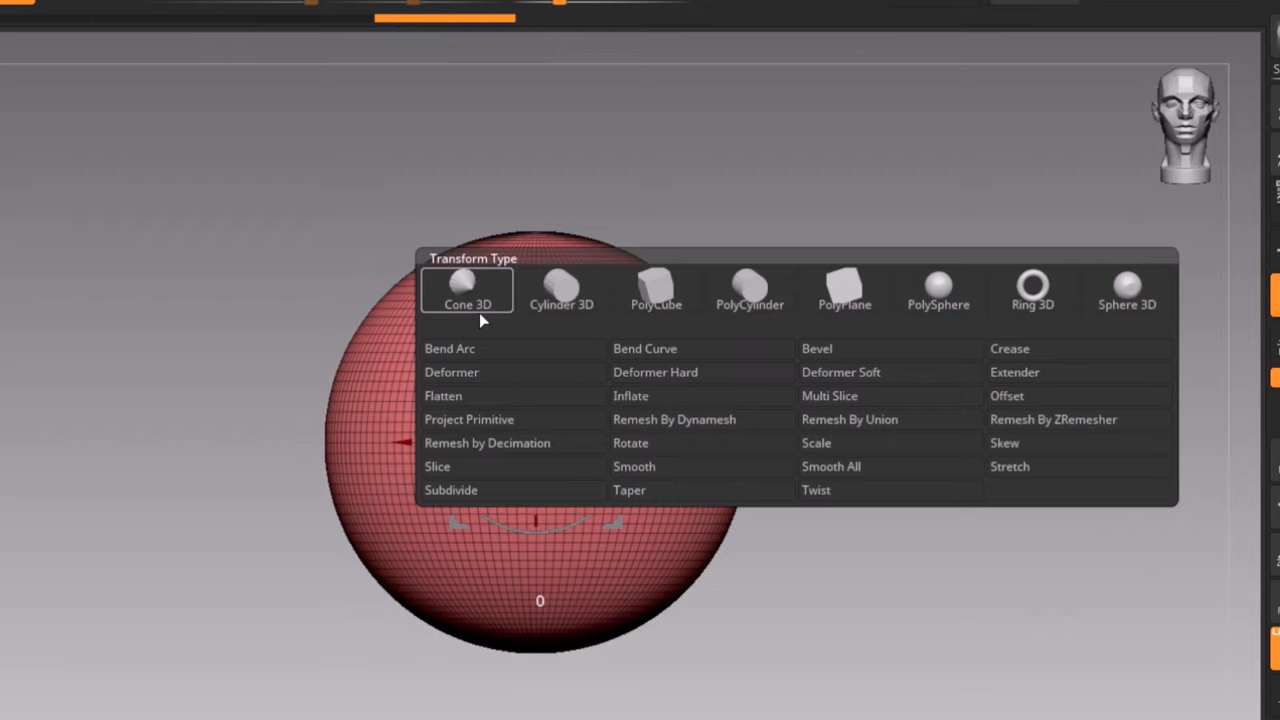 Transform Type
Cone 3D Cylinder 3D PolyCube PolyCylinder PolyPlane PolySphere Ring 3D Sphere 3D
Bend Arc Bend Curve Bevel Crease
Deformer Deformer Hard Deformer Soft Extender
Flatten Inflate Multi Slice Offset
Project Primitive Remesh By Dynamesh Remesh By Union Remesh By ZRemesher
Remesh by Decimation Rotate Scale Skew
Slice Smooth Smooth All Stretch
Subdivide Taper Twist
0